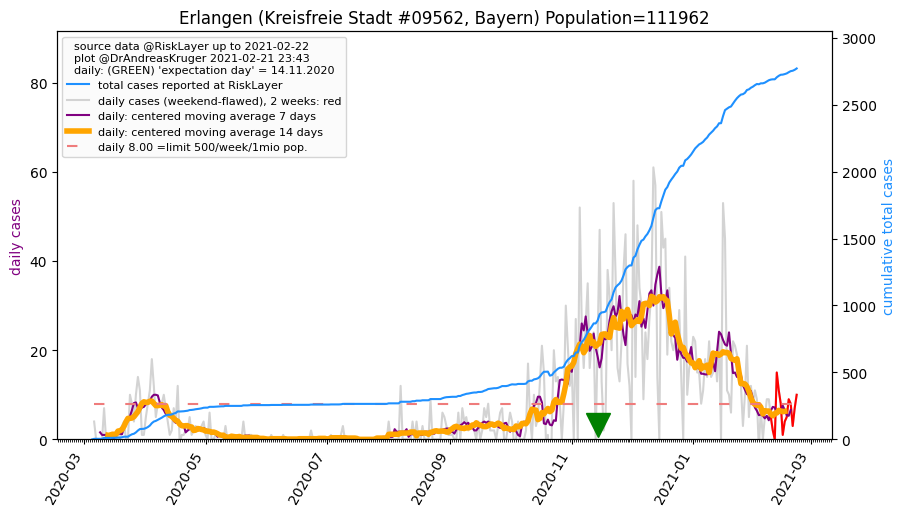 Erlangen (Kreisfreie Stadt #09562, Bayern) Population=111962
source data @RiskLayer up to 2021-02-22
plot @DrAndreasKruger 2021-02-21 23:43
daily: (GREEN) 'expectation day' = 14.11.2020
total cases reported at RiskLayer
daily cases (weekend-flawed), 2 weeks: red
daily: centered moving average 7 days
daily: centered moving average 14 days
daily 8.00 =limit 500/week/1mio pop.
daily cases
80
60
40
20
0
cumulative total cases
3000
2500
2000
1500
1000
500
0
2020-03
2020-05
2020-07
2020-09
2020-11
2021-01
2021-03